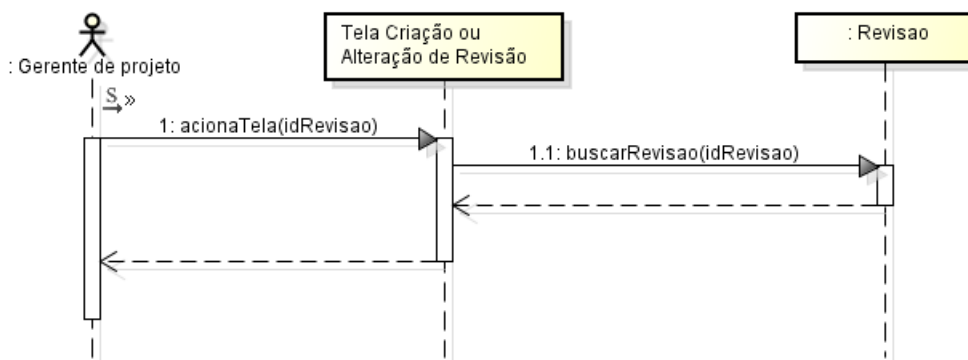 Tela Criação ou
Alteração de Revisão
: Revisao
: Gerente de projeto
S »
1: acionaTela(idRevisao)
1.1: buscarRevisao(idRevisao)